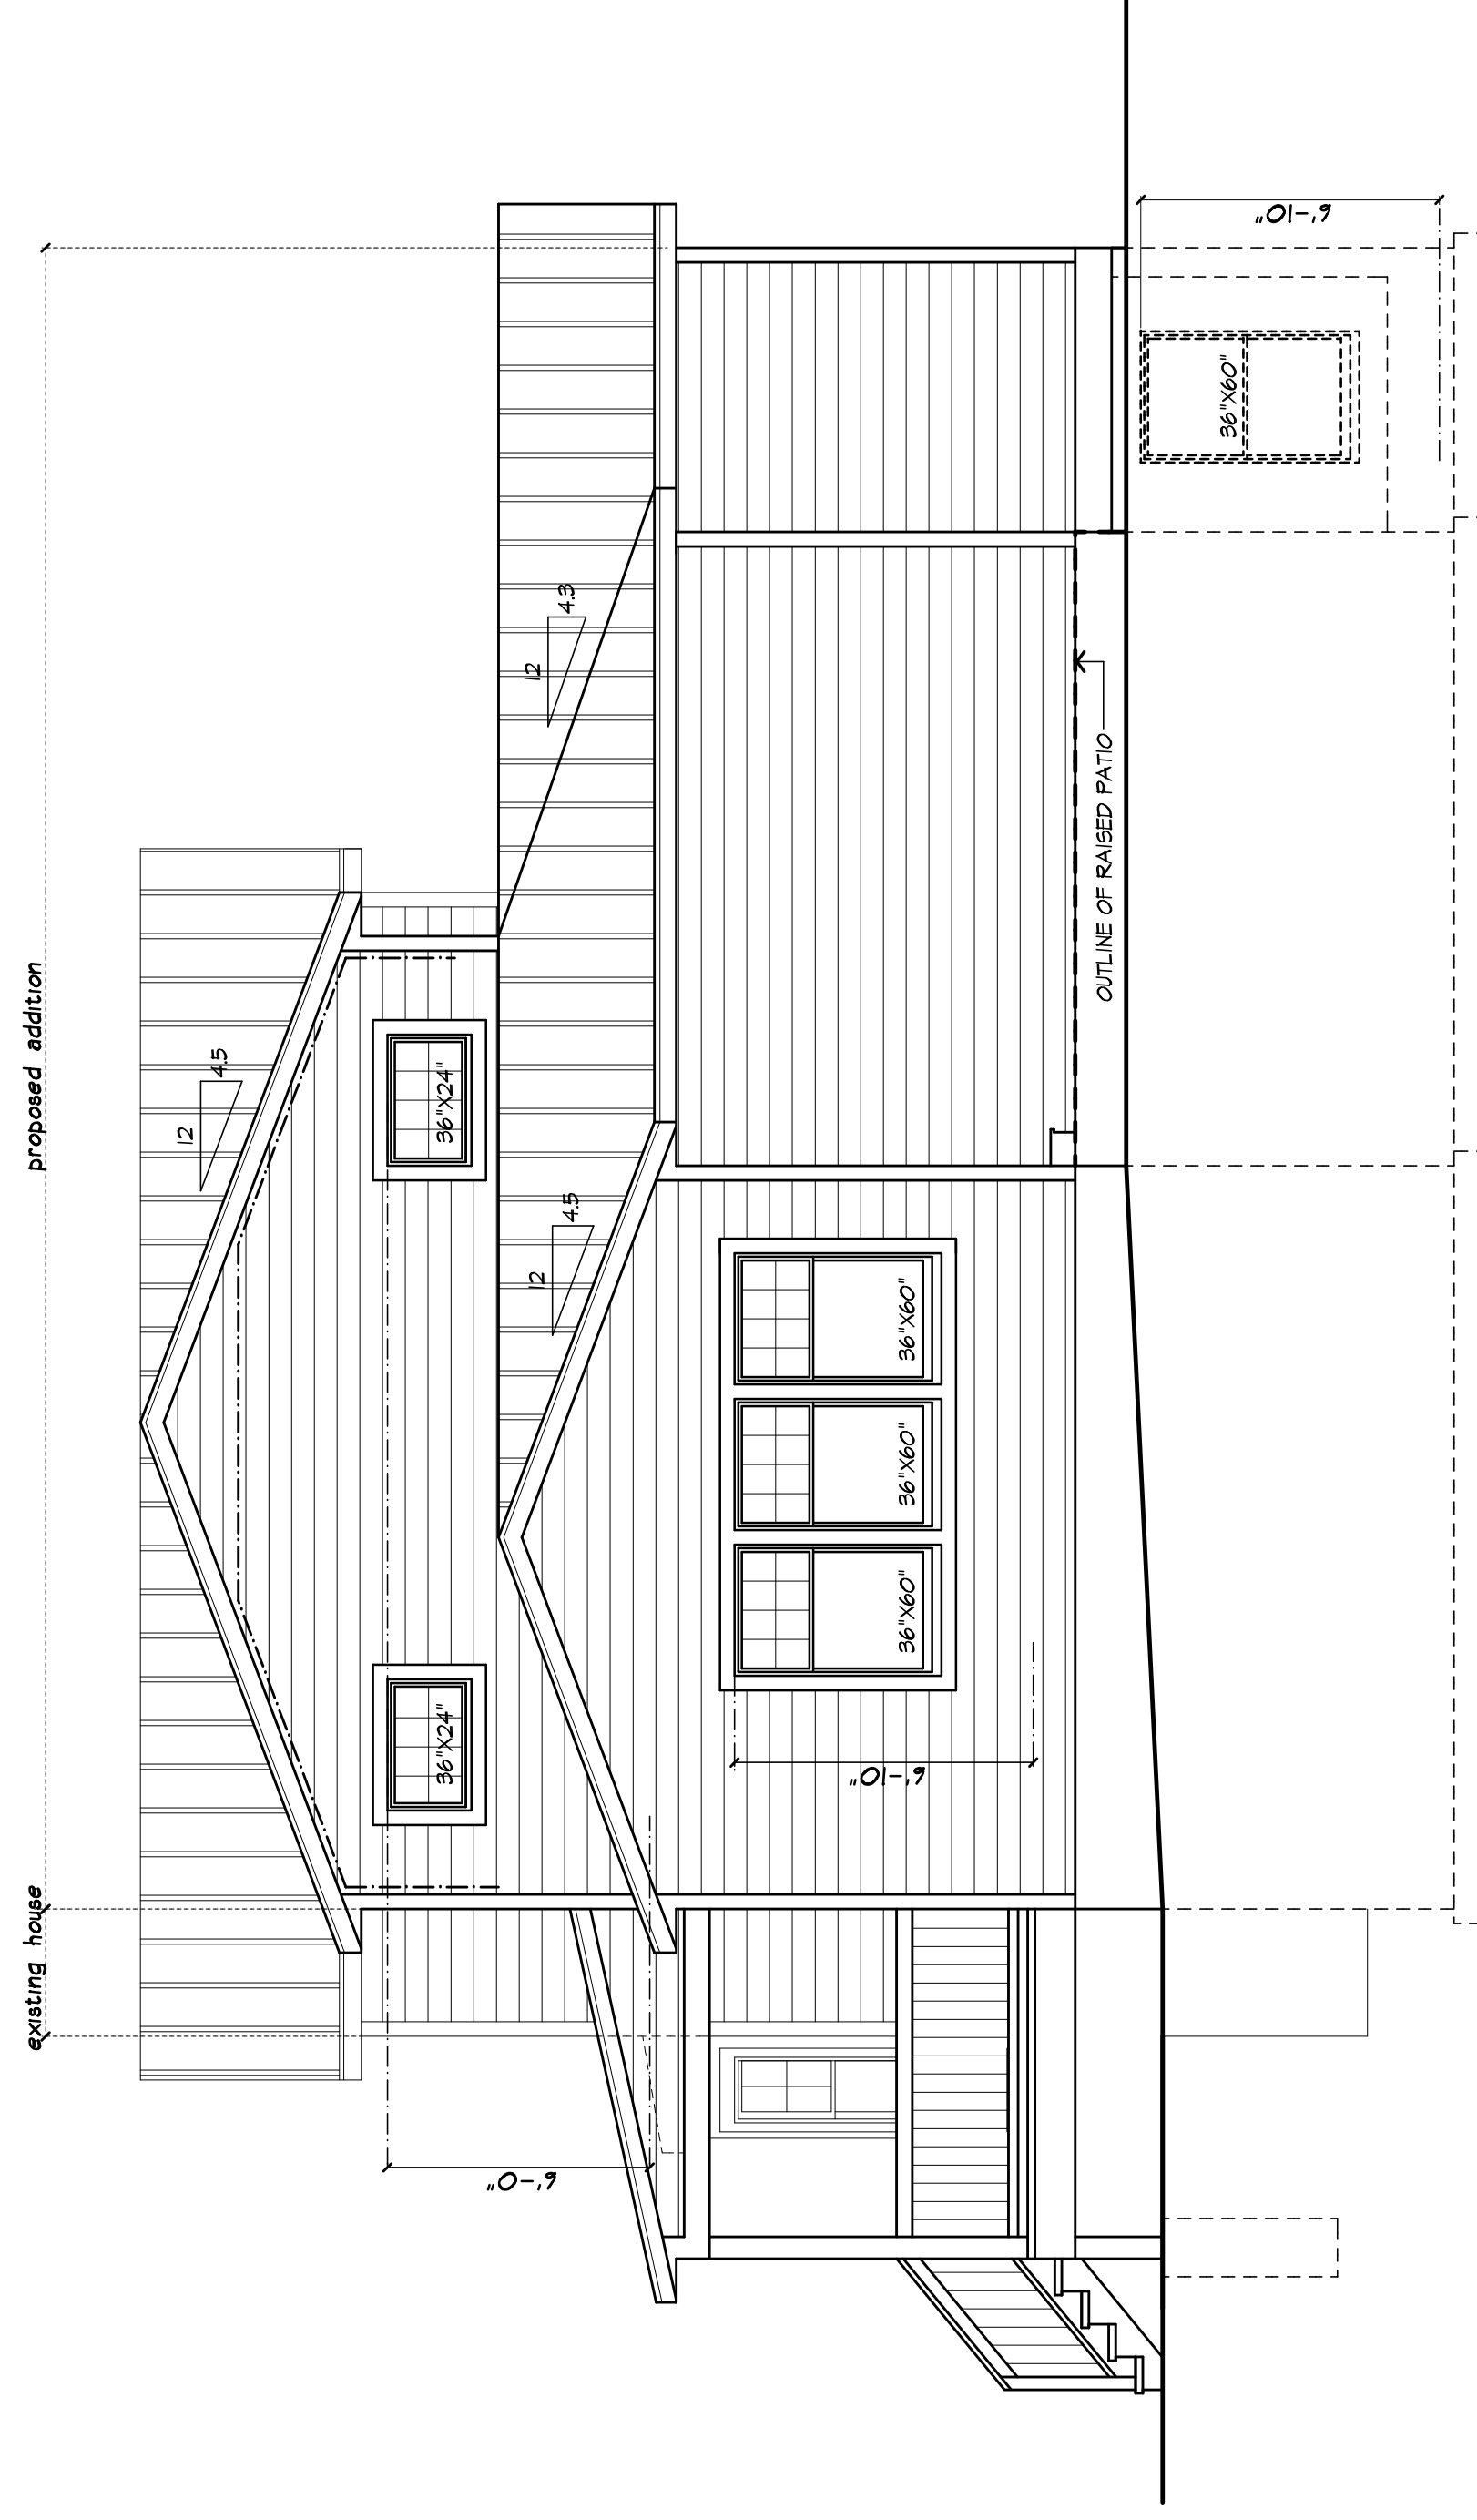 existing house
proposed addition
12
4.5
36"X24"
36"X24"
6'-0"
12
4.5
12
4.3
36"X60"
36"X60"
36"X60"
6'-10"
OUTLINE OF RAISED PATIO
36"X60"
6'-10"